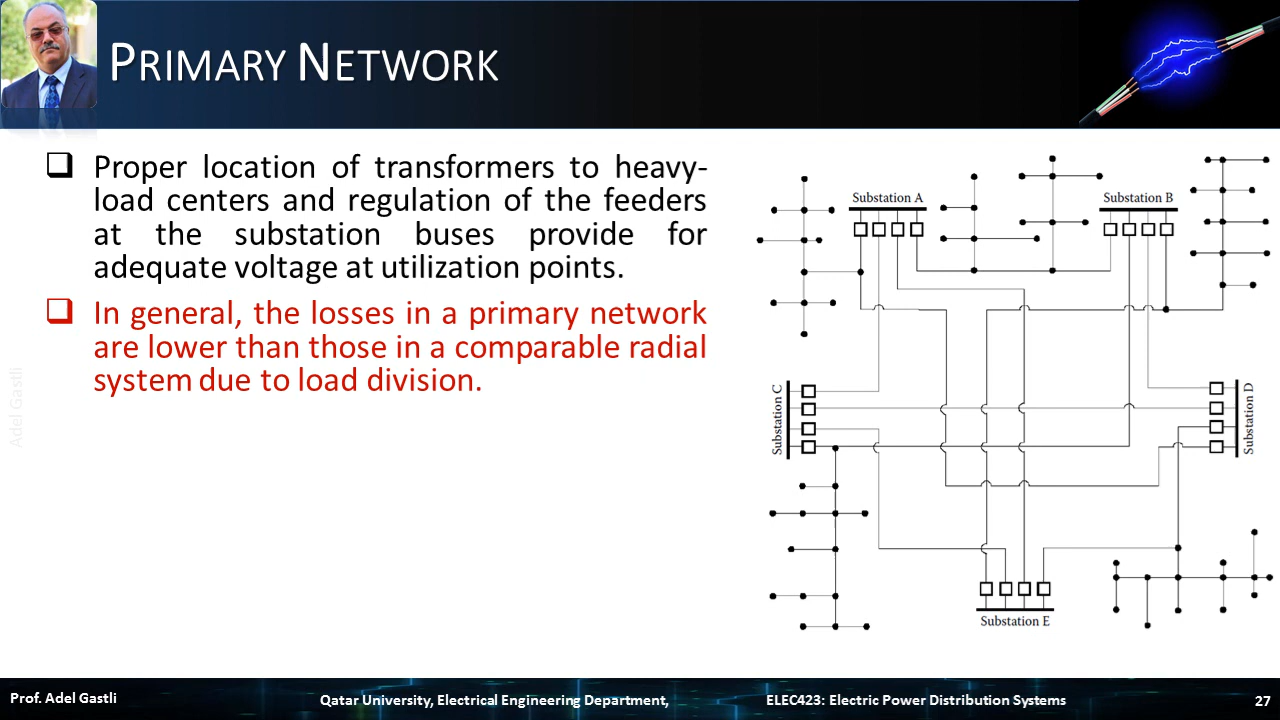 PRIMARY NETWORK
Proper location of transformers to heavy-
load centers and regulation of the feeders
at the substation buses provide for
adequate voltage at utilization points.
In general, the losses in a primary network
are lower than those in a comparable radial
system due to load division.
Substation A
Substation B
Substation C
Substation D
Substation E
Adel Gastli
Prof. Adel Gastli
Qatar University, Electrical Engineering Department,
ELEC423: Electric Power Distribution Systems
27